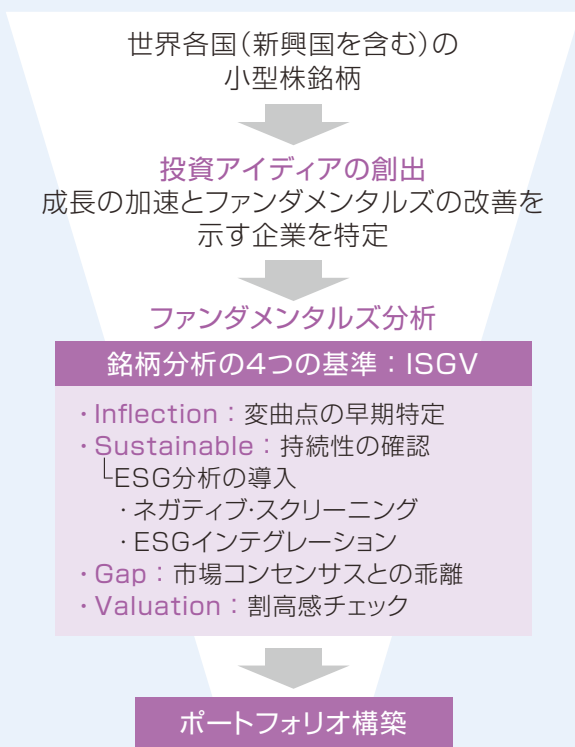 世界各国（新興国を含む）の
小型株銘柄
投資アイディアの創出
成長の加速とファンダメンタルズの改善を
示す企業を特定
ファンダメンタルズ分析
銘柄分析の4つの基準：ISGV
・Inflection：変曲点の早期特定
・Sustainable：持続性の確認
└ESG分析の導入
・ネガティブ・スクリーニング
・ESGインテグレーション
・Gap：市場コンセンサスとの乖離
・Valuation：割高感チェック
ポートフォリオ構築